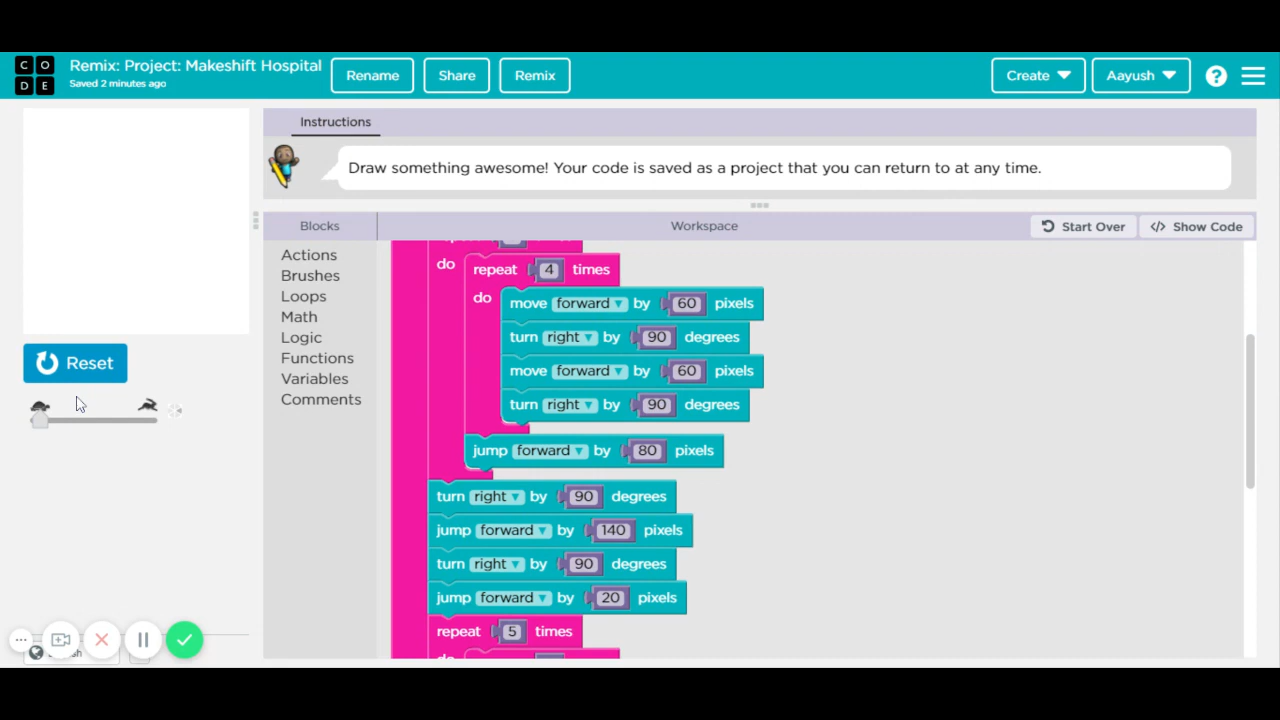 C O
D E
Remix: Project: Makeshift Hospital
Saved 2 minutes ago
Rename
Share
Remix
Create
Aayush
?
Instructions
Draw something awesome! Your code is saved as a project that you can return to at any time.
Blocks
Workspace
Start Over
</> Show Code
Reset
Actions
Brushes
Loops
Math
Logic
Functions
Variables
Comments
do
repeat 4 times
do
move forward by 60 pixels
turn right by 90 degrees
move forward by 60 pixels
turn right by 90 degrees
jump forward by 80 pixels
turn right by 90 degrees
jump forward by 140 pixels
turn right by 90 degrees
jump forward by 20 pixels
repeat 5 times